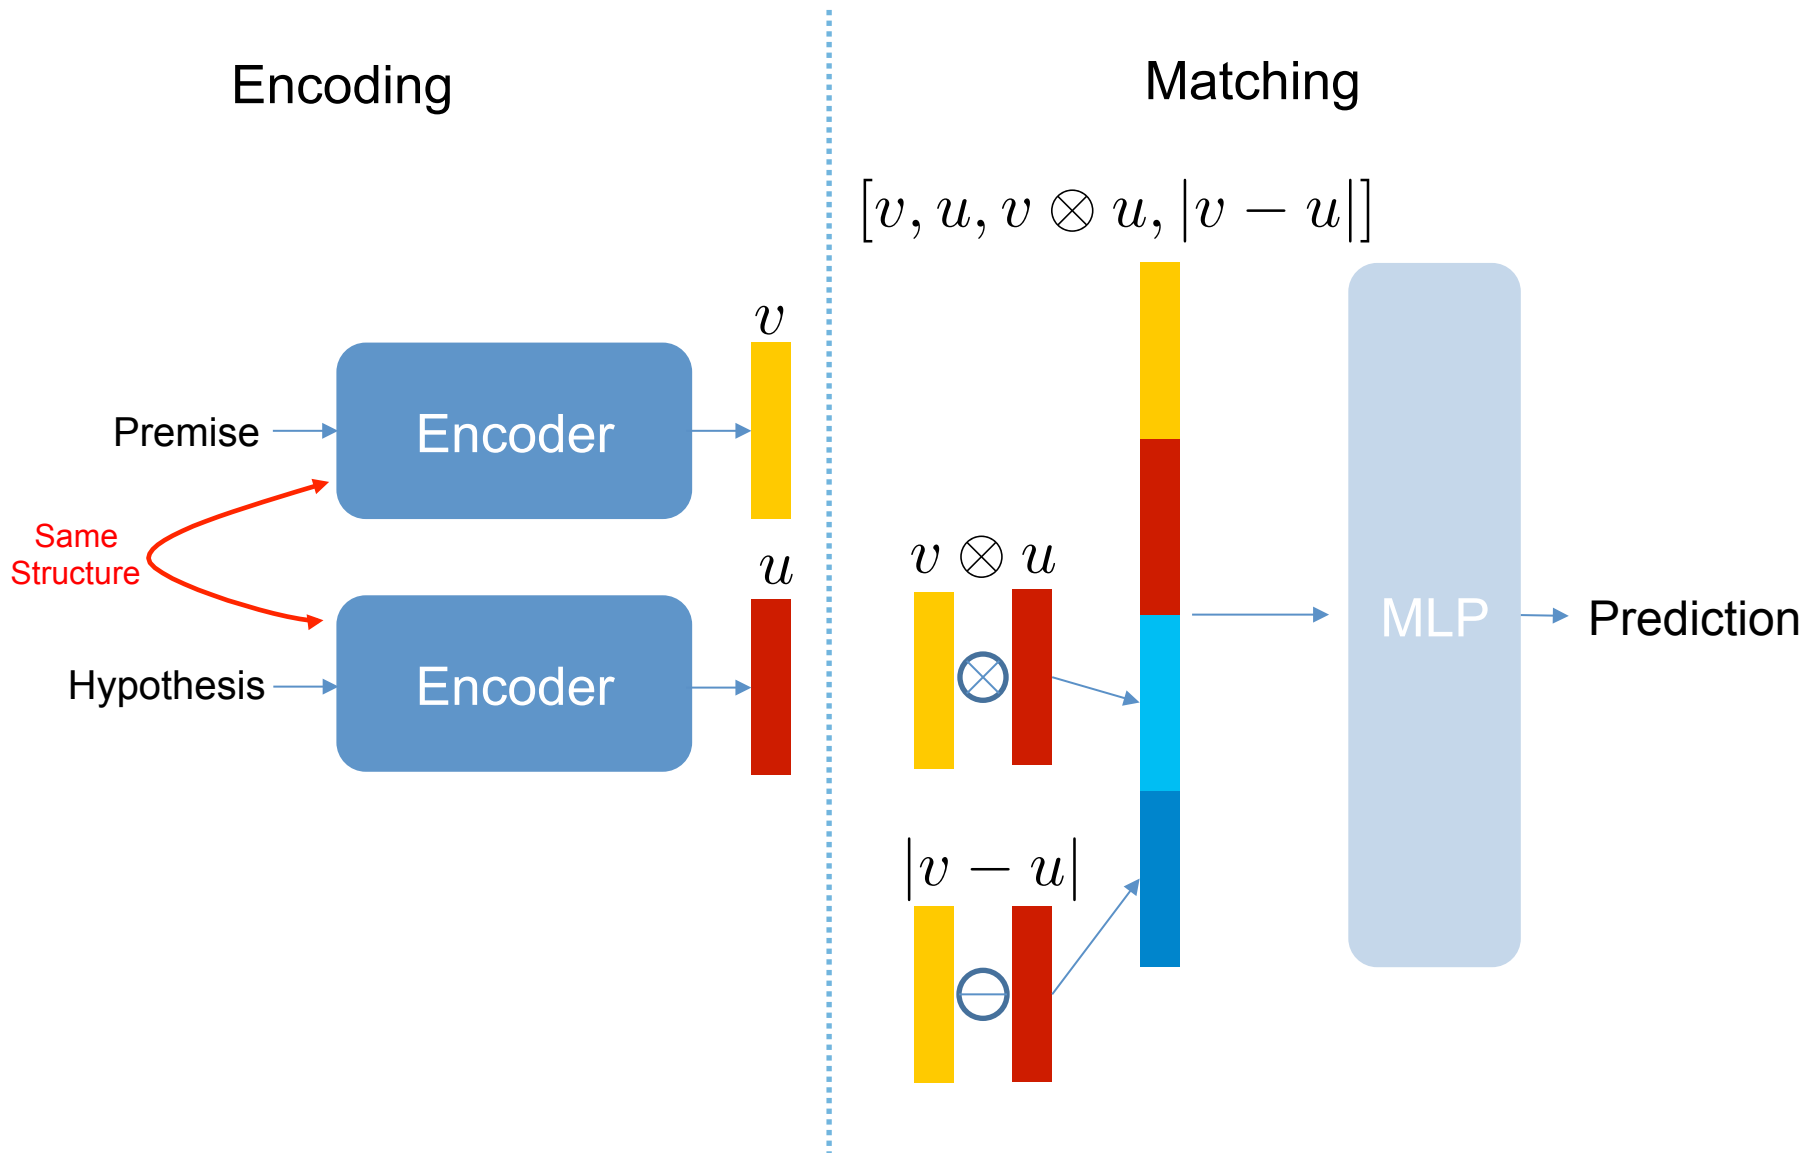 Encoding
Matching
[v, u, v ⊗ u, |v − u|]
v
Premise
Encoder
Same
Structure
u
Hypothesis
Encoder
v ⊗ u
|v − u|
MLP
Prediction